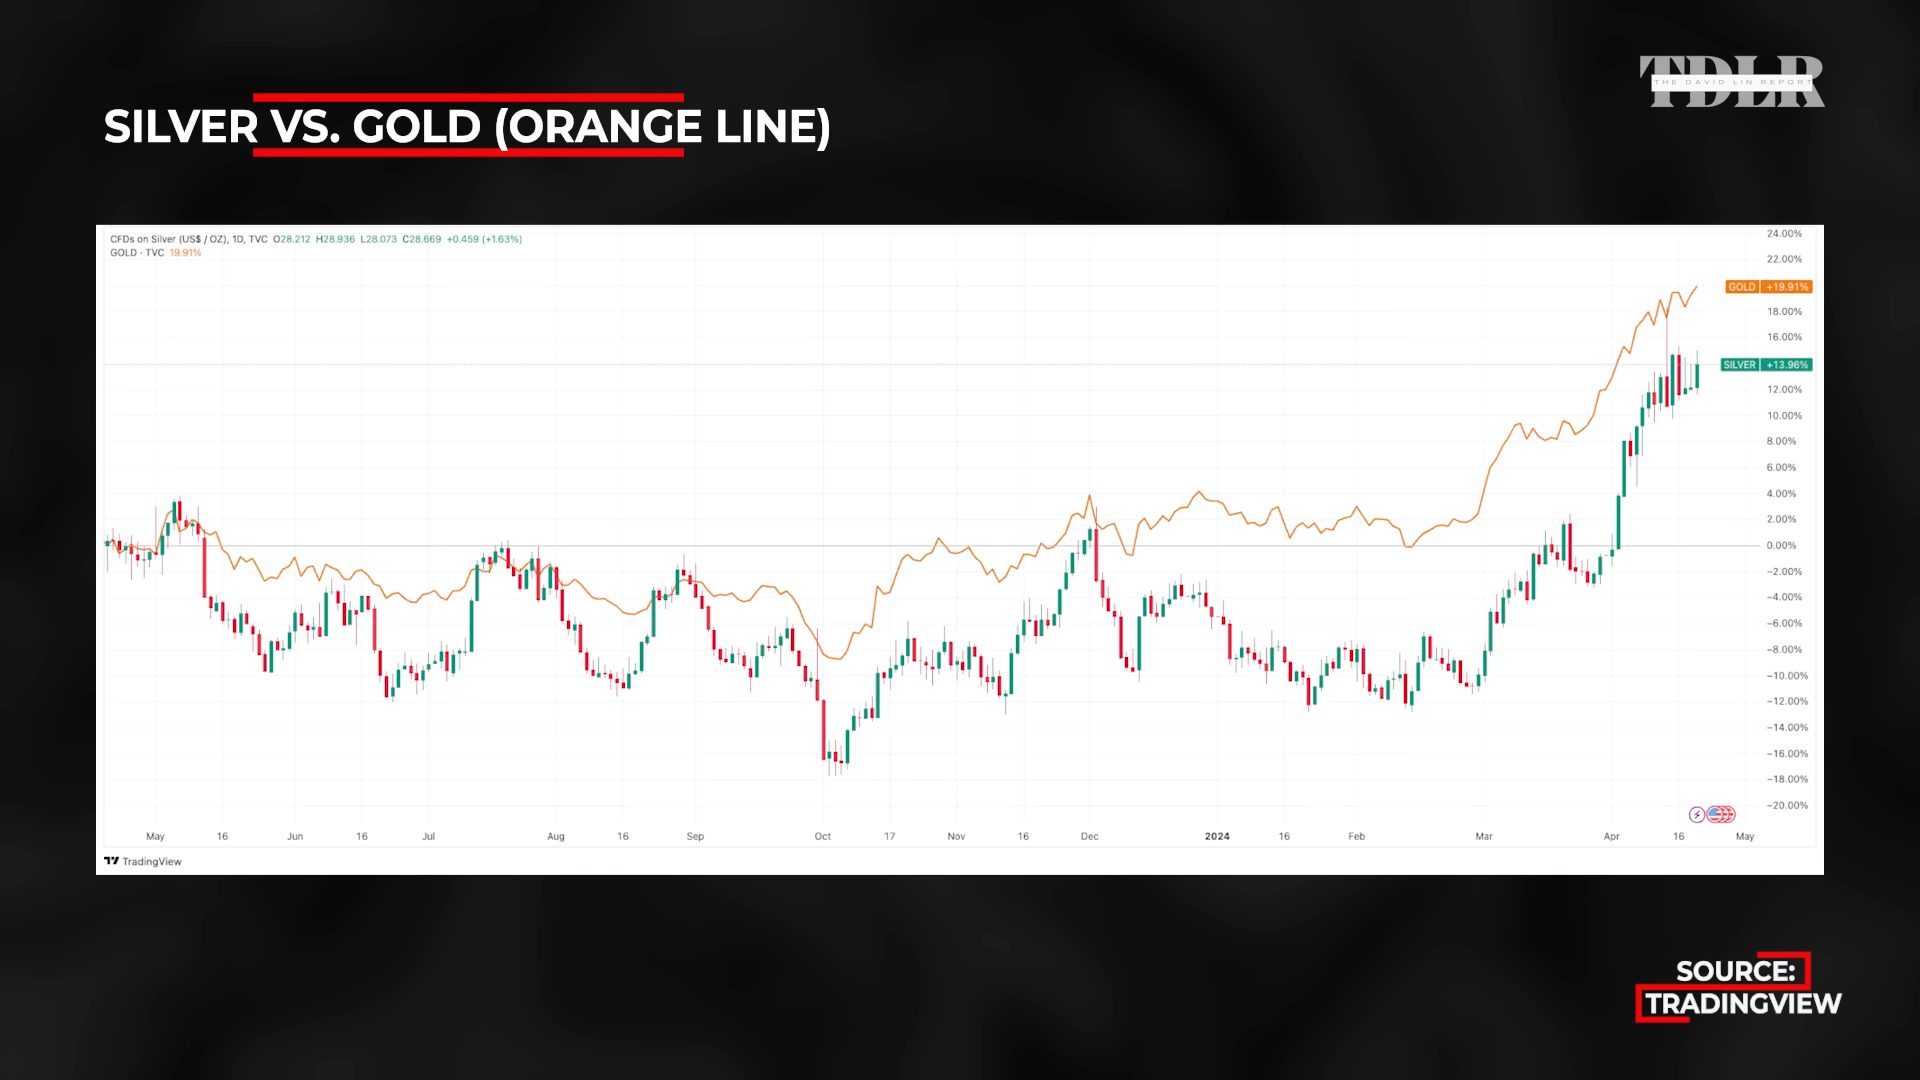 TDLR
THE DAVID LIN REPORT
SILVER VS. GOLD (ORANGE LINE)
CFDs on Silver (US$ / OZ), 1D, TVC O28.212 H28.936 L28.073 C28.669 +0.459 (+1.63%)
GOLD · TVC 19.91%
24.00%
22.00%
GOLD +19.91%
18.00%
16.00%
SILVER +13.96%
12.00%
10.00%
8.00%
6.00%
4.00%
2.00%
0.00%
−2.00%
−4.00%
−6.00%
−8.00%
−10.00%
−12.00%
−14.00%
−16.00%
−18.00%
−20.00%
May 16 Jun 16 Jul Aug 16 Sep Oct 17 Nov 16 Dec 2024 16 Feb Mar Apr 16 May
TradingView
SOURCE:
TRADINGVIEW